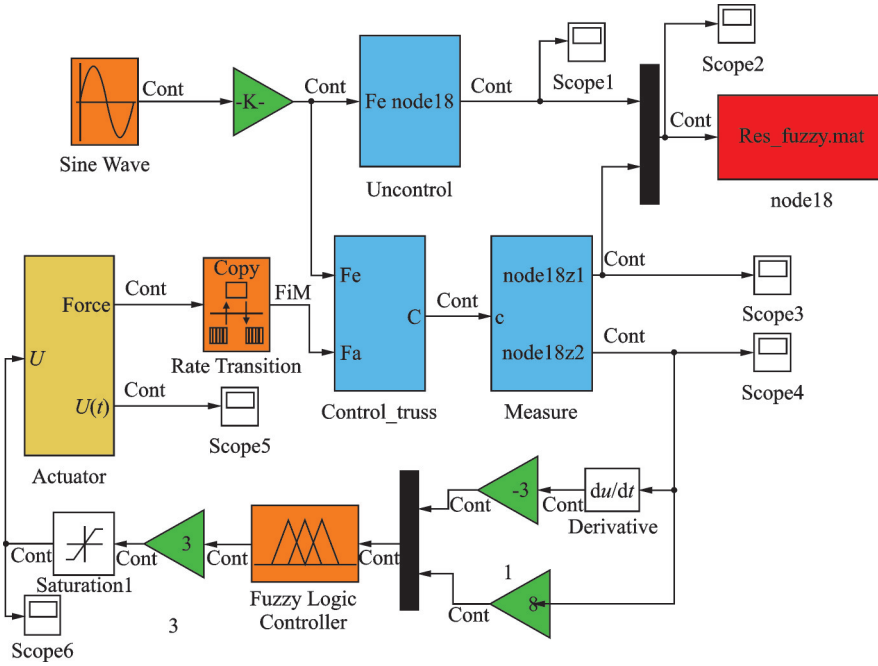 Cont
Sine Wave
-K-
Cont
Fe node18
Uncontrol
Cont
Scope1
Scope2
Cont
Res_fuzzy.mat
node18
Force
U
U(t)
Actuator
Cont
Copy
Rate Transition
FiM
Cont
Scope5
Fe
Fa
C
Control_truss
Cont
c
node18z1
node18z2
Measure
Cont
Scope3
Cont
Scope4
-3
Cont
Cont
du/dt
Derivative
1
8
Cont
Cont
Fuzzy Logic
Controller
Cont
3
Cont
Saturation1
Cont
3
Scope6